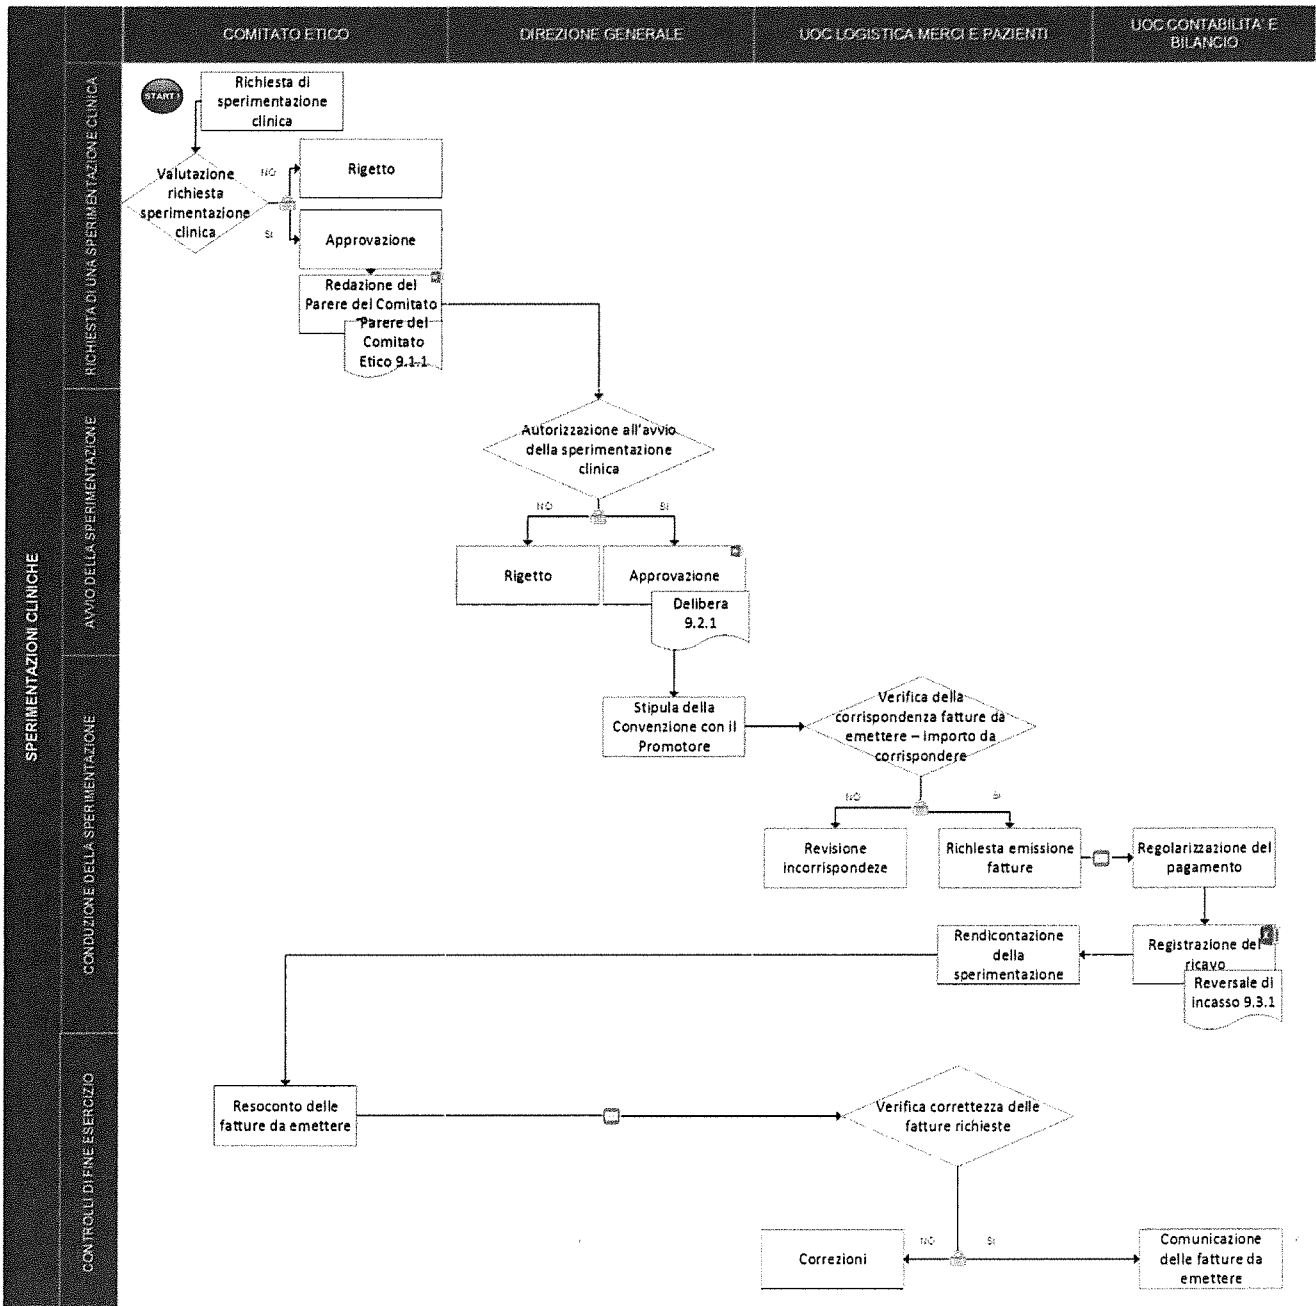 COMITATO ETICO
DIREZIONE GENERALE
UOC LOGISTICA MERCI E PAZIENTI
UOC CONTABILITA' E
BILANCIO
SPERIMENTAZIONI CLINICHE
RICHIESTA DI UNA SPERIMENTAZIONE CLINICA
START !
Richiesta di
sperimentazione
clinica
Valutazione
richiesta
sperimentazione
clinica
NO
Rigetto
SI
Approvazione
Redazione del
Parere del Comitato
Parere del
Comitato
Etico 9.1.1
AVVIO DELLA SPERIMENTAZIONE
Autorizzazione all'avvio
della sperimentazione
clinica
NO
SI
Rigetto
Approvazione
Delibera
9.2.1
CONDUZIONE DELLA SPERIMENTAZIONE
Stipula della
Convenzione con il
Promotore
Verifica della
corrispondenza fatture da
emettere – importo da
corrispondere
NO
SI
Revisione
incorrispondeze
Richiesta emissione
fatture
Regolarizzazione del
pagamento
Rendicontazione
della
sperimentazione
Registrazione del
ricavo
Reversale di
incasso 9.3.1
CONTROLLI DI FINE ESERCIZIO
Resoconto delle
fatture da emettere
Verifica correttezza delle
fatture richieste
Correzioni
NO
SI
Comunicazione
delle fatture da
emettere